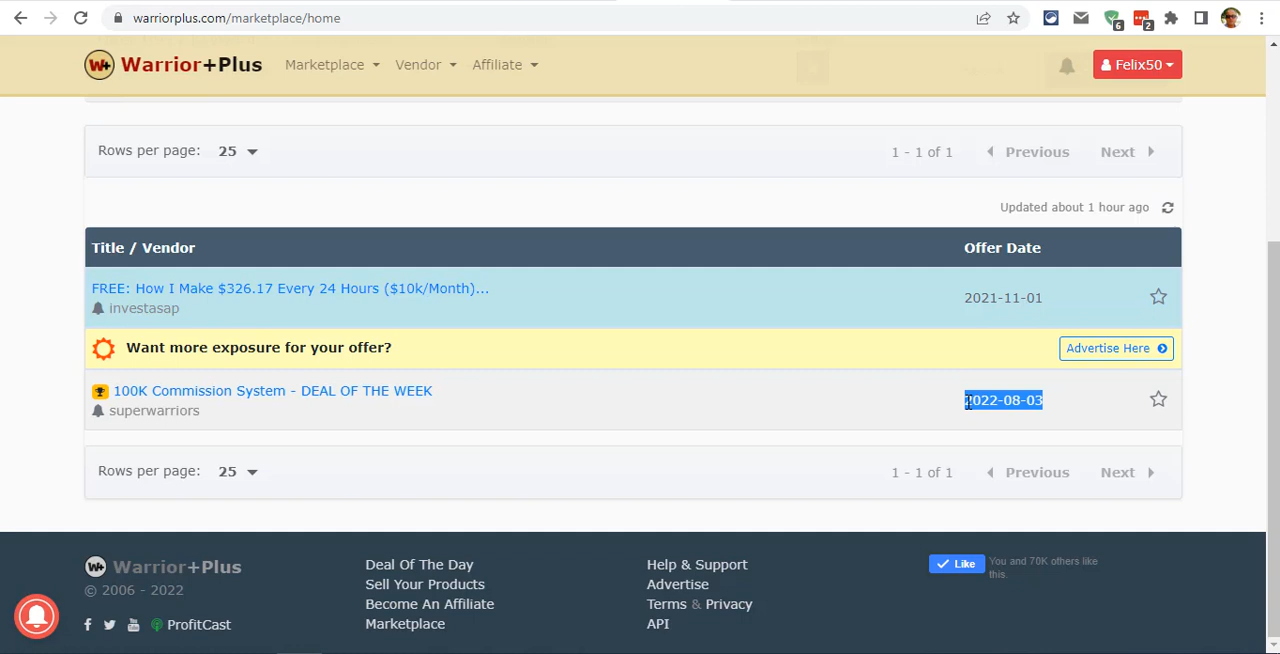 warriorplus.com/marketplace/home
6
2
W+ Warrior+Plus Marketplace Vendor Affiliate Felix50
Rows per page: 25 1 - 1 of 1 Previous Next
Updated about 1 hour ago
Title / Vendor Offer Date
FREE: How I Make $326.17 Every 24 Hours ($10k/Month)...
investasap
2021-11-01
Want more exposure for your offer? Advertise Here
100K Commission System - DEAL OF THE WEEK
superwarriors
2022-08-03
Rows per page: 25 1 - 1 of 1 Previous Next
W+ Warrior+Plus
© 2006 - 2022
ProfitCast
Deal Of The Day
Sell Your Products
Become An Affiliate
Marketplace
Help & Support
Advertise
Terms & Privacy
API
Like You and 70K others like
this.